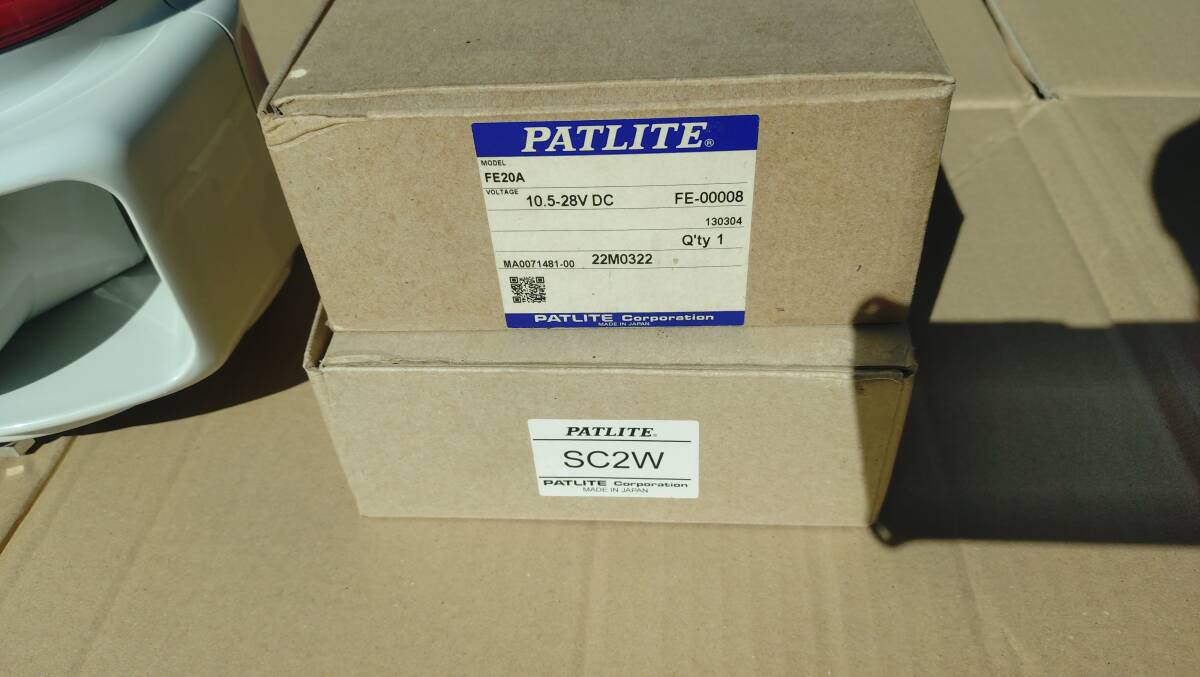 PATLITE®
MODEL
FE20A
VOLTAGE 10.5-28V DC FE-00008
130304
Q'ty 1
MA0071481-00 22M0322
PATLITE Corporation
MADE IN JAPAN
PATLITE®
SC2W
PATLITE Corporation
MADE IN JAPAN